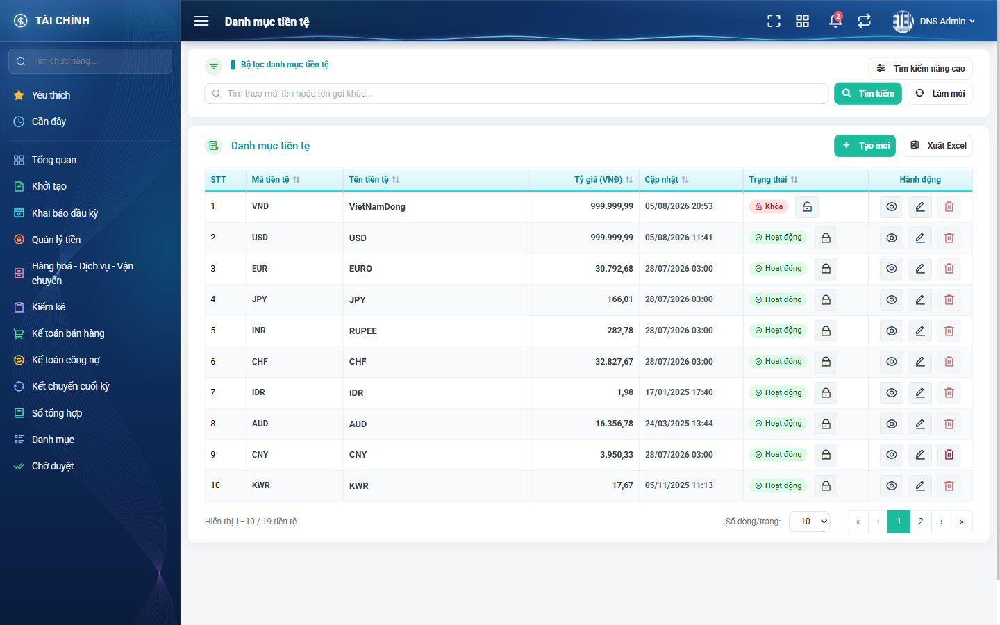 TÀI CHÍNH
Tìm chức năng...
Yêu thích
Gần đây
Tổng quan
Khởi tạo
Khai báo đầu kỳ
Quản lý tiền
Hàng hoá - Dịch vụ - Vận
chuyển
Kiểm kê
Kế toán bán hàng
Kế toán công nợ
Kết chuyển cuối kỳ
Sổ tổng hợp
Danh mục
Chờ duyệt
Danh mục tiền tệ
2
DNS Admin
Bộ lọc danh mục tiền tệ
Tìm kiếm nâng cao
Tìm theo mã, tên hoặc tên gọi khác...
Tìm kiếm
Làm mới
Danh mục tiền tệ
Tạo mới
Xuất Excel
STT Mã tiền tệ Tên tiền tệ Tỷ giá (VNĐ) Cập nhật Trạng thái Hành động
1 VNĐ VietNamDong 999.999,99 05/08/2026 20:53 Khóa
2 USD USD 999.999,99 05/08/2026 11:41 Hoạt động
3 EUR EURO 30.792,68 28/07/2026 03:00 Hoạt động
4 JPY JPY 166,01 28/07/2026 03:00 Hoạt động
5 INR RUPEE 282,78 28/07/2026 03:00 Hoạt động
6 CHF CHF 32.827,67 28/07/2026 03:00 Hoạt động
7 IDR IDR 1,98 17/01/2025 17:40 Hoạt động
8 AUD AUD 16.356,78 24/03/2025 13:44 Hoạt động
9 CNY CNY 3.950,33 28/07/2026 03:00 Hoạt động
10 KWR KWR 17,67 05/11/2025 11:13 Hoạt động
Hiển thị 1–10 / 19 tiền tệ
Số dòng/trang: 10
« ‹ 1 2 › »